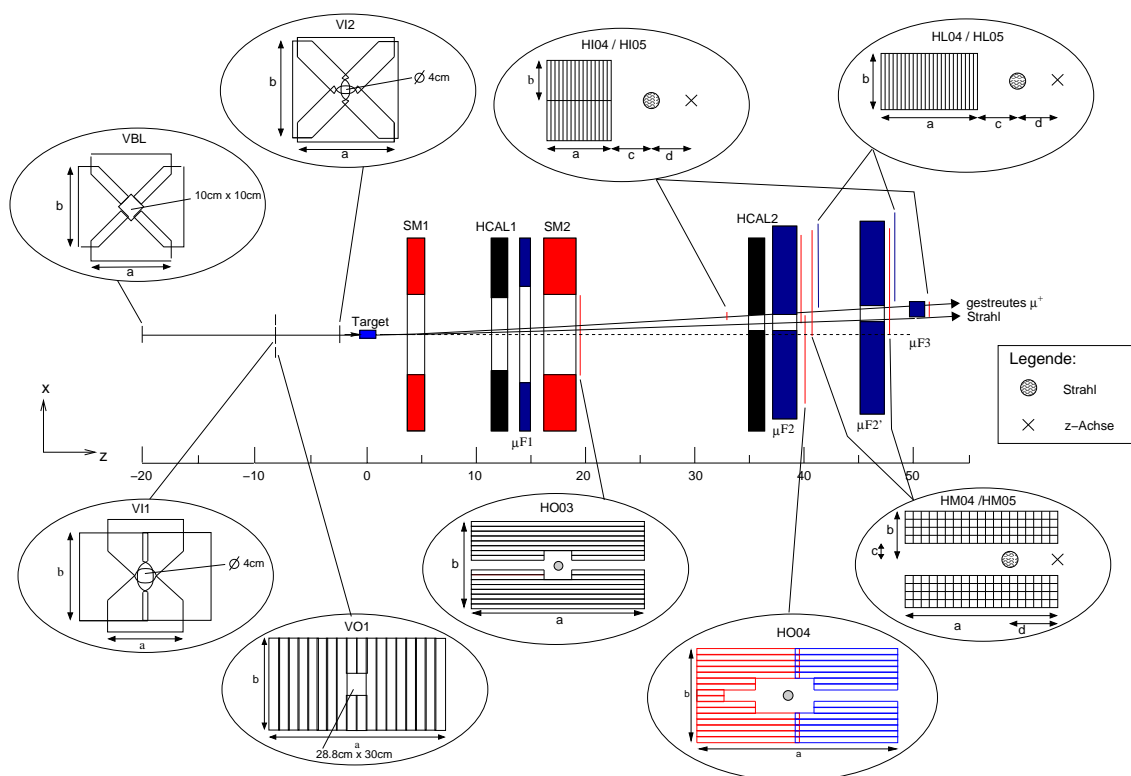 VI2
b
Ø 4cm
a
HI04 / HI05
b
a
c
d
HL04 / HL05
b
a
c
d
VBL
b
10cm x 10cm
a
SM1
HCAL1
SM2
HCAL2
Target
gestreutes μ⁺
Strahl
μF3
μF1
μF2
μF2'
x
z
−20
−10
0
10
20
30
40
50
Legende:
Strahl
z−Achse
VI1
b
Ø 4cm
a
VO1
b
a
28.8cm x 30cm
HO03
b
a
HO04
b
a
HM04 /HM05
b
c
a
d